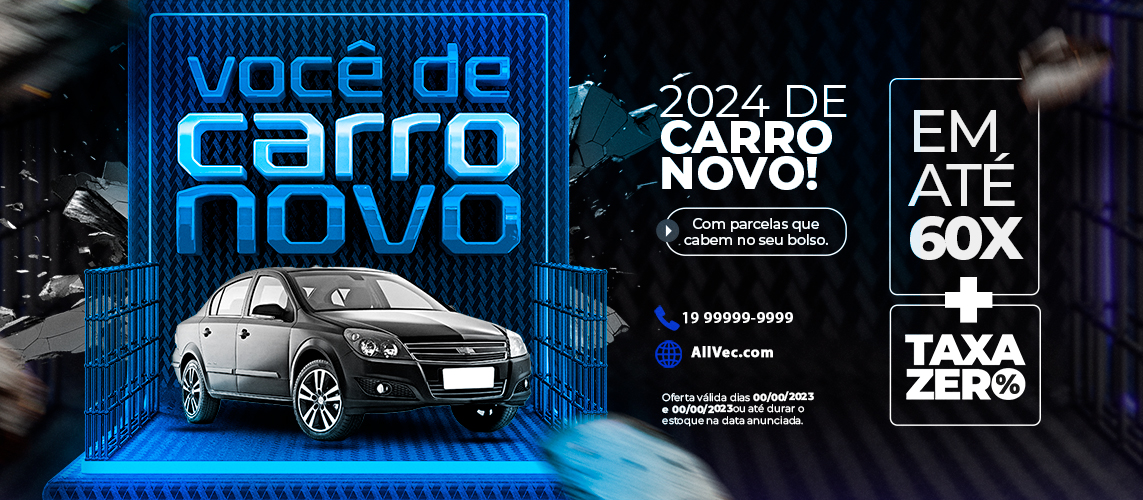 você de
carro
novo
2024 DE
CARRO
NOVO!
Com parcelas que
cabem no seu bolso.
19 99999-9999
AllVec.com
Oferta válida dias 00/00/2023
e 00/00/2023ou até durar o
estoque na data anunciada.
EM
ATÉ
60X
+
TAXA
ZERO%